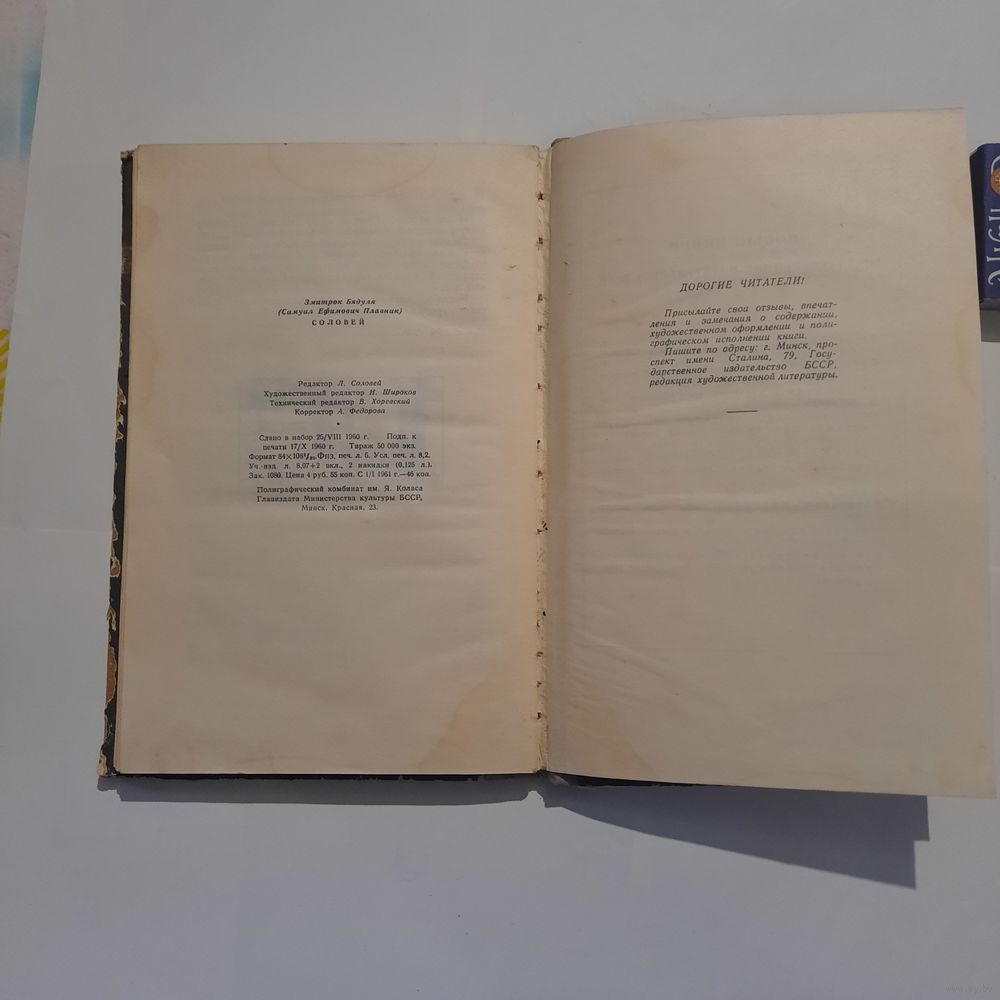 Змитрок Бядуля
(Самуил Ефимович Плавник)
СОЛОВЕЙ
Редактор Л. Соловей
Художественный редактор Н. Широков
Технический редактор В. Хоревский
Корректор А. Федорова
*
Сдано в набор 25/VIII 1960 г. Подп. к
печати 17/X 1960 г. Тираж 50 000 экз.
Формат 84×108¹/₃₂. Физ. печ. л. 5. Усл. печ. л. 8,2.
Уч.-изд. л. 8,07+2 вкл., 2 накидки (0,125 л.).
Зак. 1080. Цена 4 руб. 55 коп. С 1/I 1961 г.—46 коп.
Полиграфический комбинат им. Я. Коласа
Главиздата Министерства культуры БССР,
Минск, Красная, 23.
ДОРОГИЕ ЧИТАТЕЛИ!
Присылайте свои отзывы, впечат-
ления и замечания о содержании,
художественном оформлении и поли-
графическом исполнении книги.
Пишите по адресу: г. Минск, про-
спект имени Сталина, 79, Госу-
дарственное издательство БССР,
редакция художественной литературы.